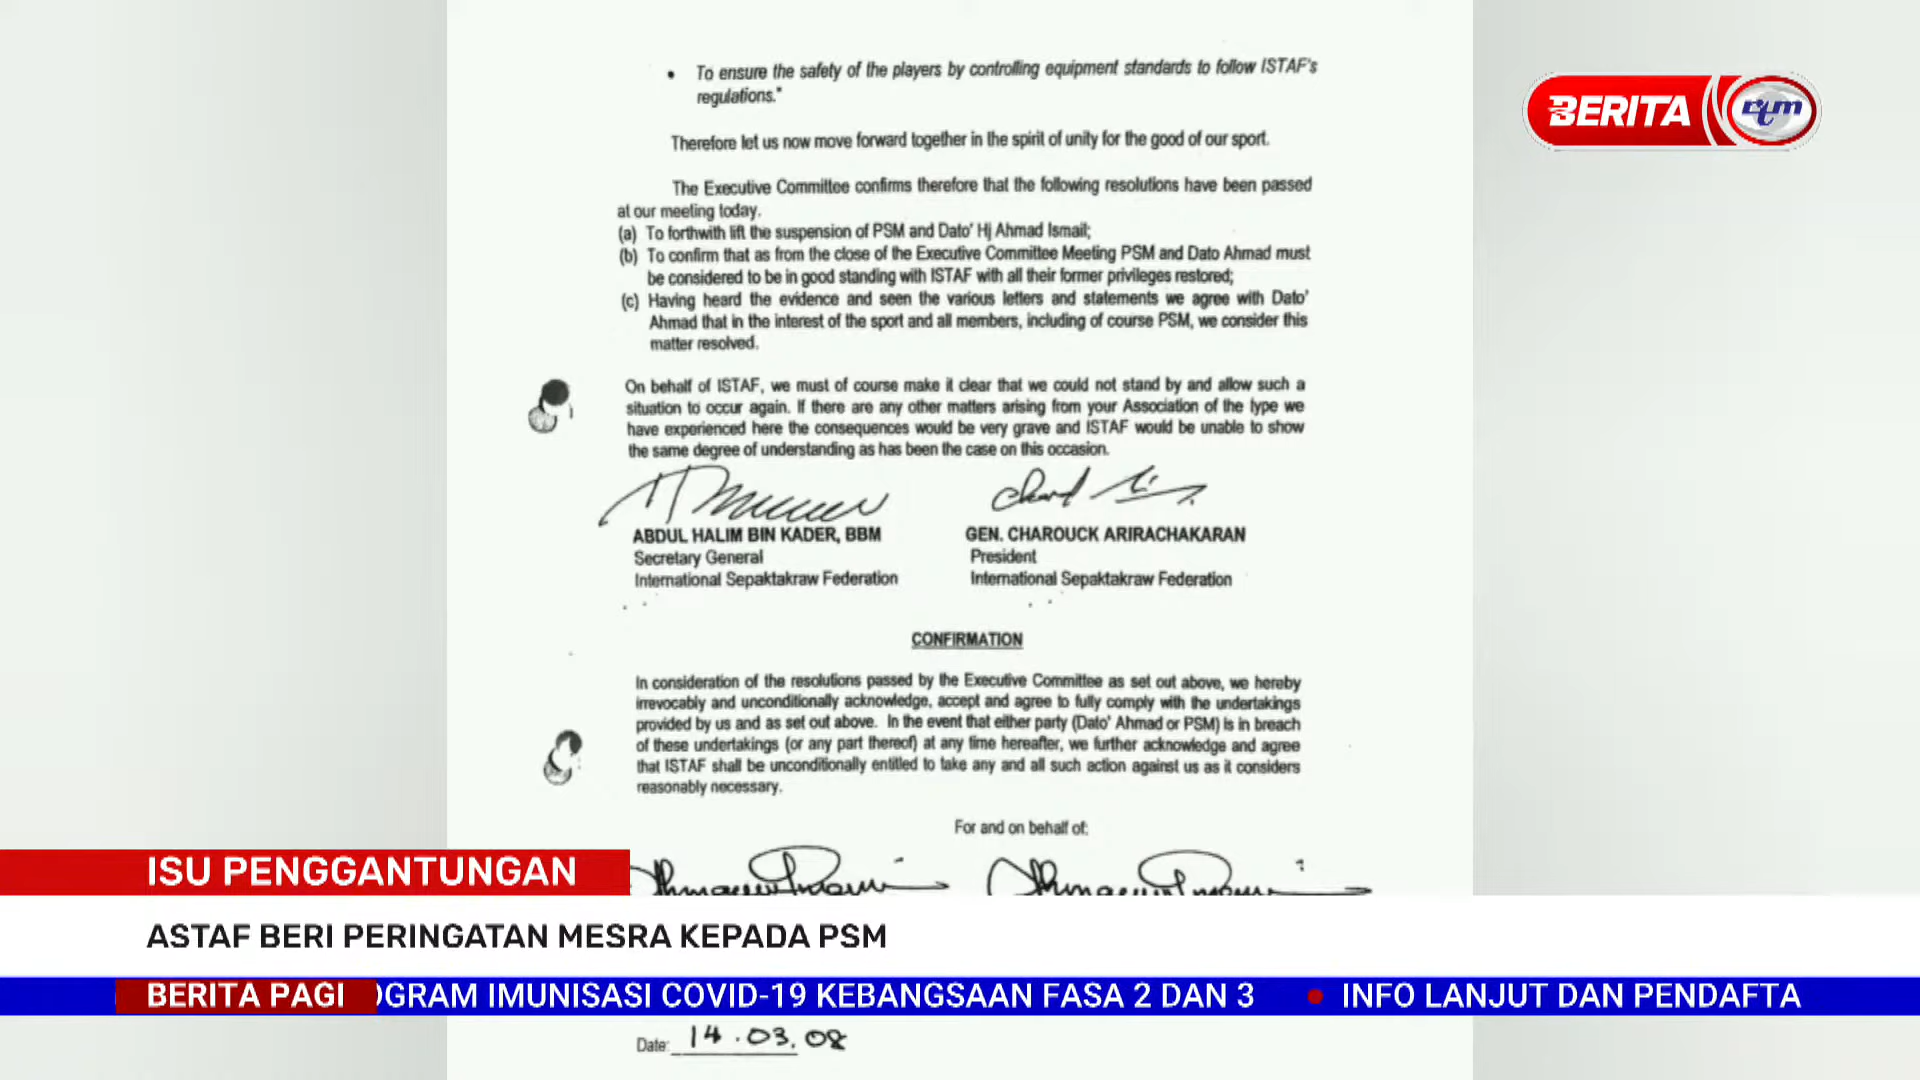 • To ensure the safety of the players by controlling equipment standards to follow ISTAF's
regulations."
Therefore let us now move forward together in the spirit of unity for the good of our sport.
The Executive Committee confirms therefore that the following resolutions have been passed
at our meeting today.
(a) To forthwith lift the suspension of PSM and Dato' Hj Ahmad Ismail;
(b) To confirm that as from the close of the Executive Committee Meeting PSM and Dato Ahmad must
be considered to be in good standing with ISTAF with all their former privileges restored;
(c) Having heard the evidence and seen the various letters and statements we agree with Dato'
Ahmad that in the interest of the sport and all members, including of course PSM, we consider this
matter resolved.
On behalf of ISTAF, we must of course make it clear that we could not stand by and allow such a
situation to occur again. If there are any other matters arising from your Association of the type we
have experienced here the consequences would be very grave and ISTAF would be unable to show
the same degree of understanding as has been the case on this occasion.
ABDUL HALIM BIN KADER, BBM
Secretary General
International Sepaktakraw Federation
GEN. CHAROUCK ARIRACHAKARAN
President
International Sepaktakraw Federation
CONFIRMATION
In consideration of the resolutions passed by the Executive Committee as set out above, we hereby
irrevocably and unconditionally acknowledge, accept and agree to fully comply with the undertakings
provided by us and as set out above. In the event that either party (Dato' Ahmad or PSM) is in breach
of these undertakings (or any part thereof) at any time hereafter, we further acknowledge and agree
that ISTAF shall be unconditionally entitled to take any and all such action against us as it considers
reasonably necessary.
For and on behalf of:
BERITA rtm
ISU PENGGANTUNGAN
ASTAF BERI PERINGATAN MESRA KEPADA PSM
BERITA PAGI OGRAM IMUNISASI COVID-19 KEBANGSAAN FASA 2 DAN 3 • INFO LANJUT DAN PENDAFTA
Date: 14.03.08